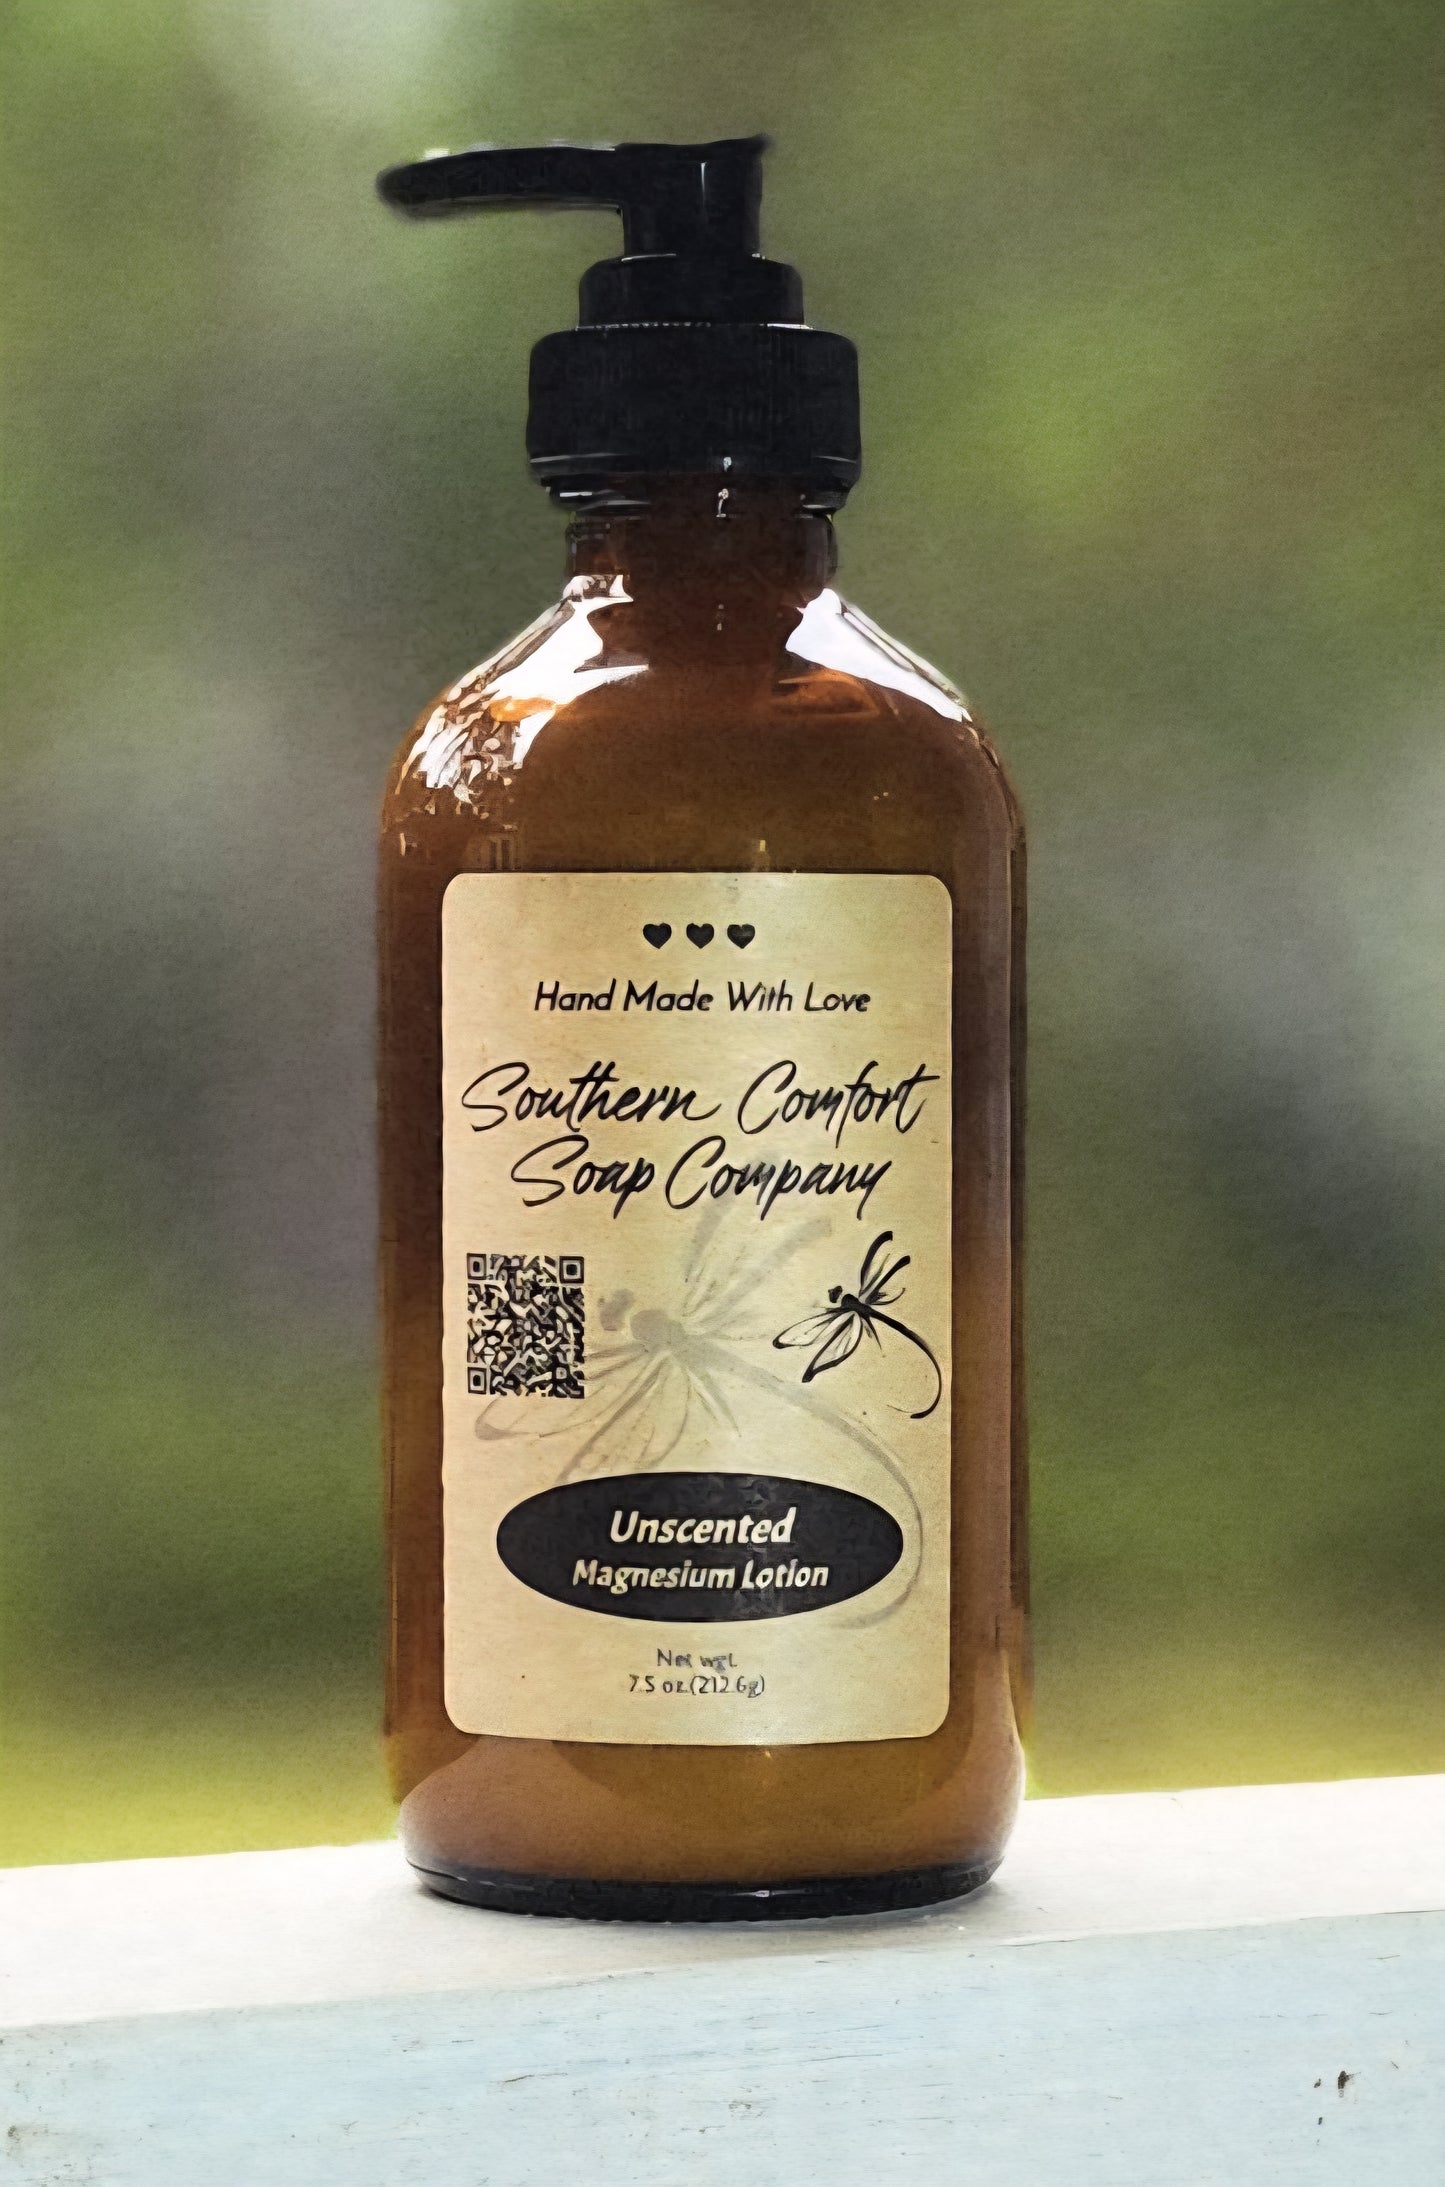 Hand Made With Love
Southern Comfort
Soap Company
Unscented
Magnesium Lotion
Net wgt.
7.5 oz.(212.6g)